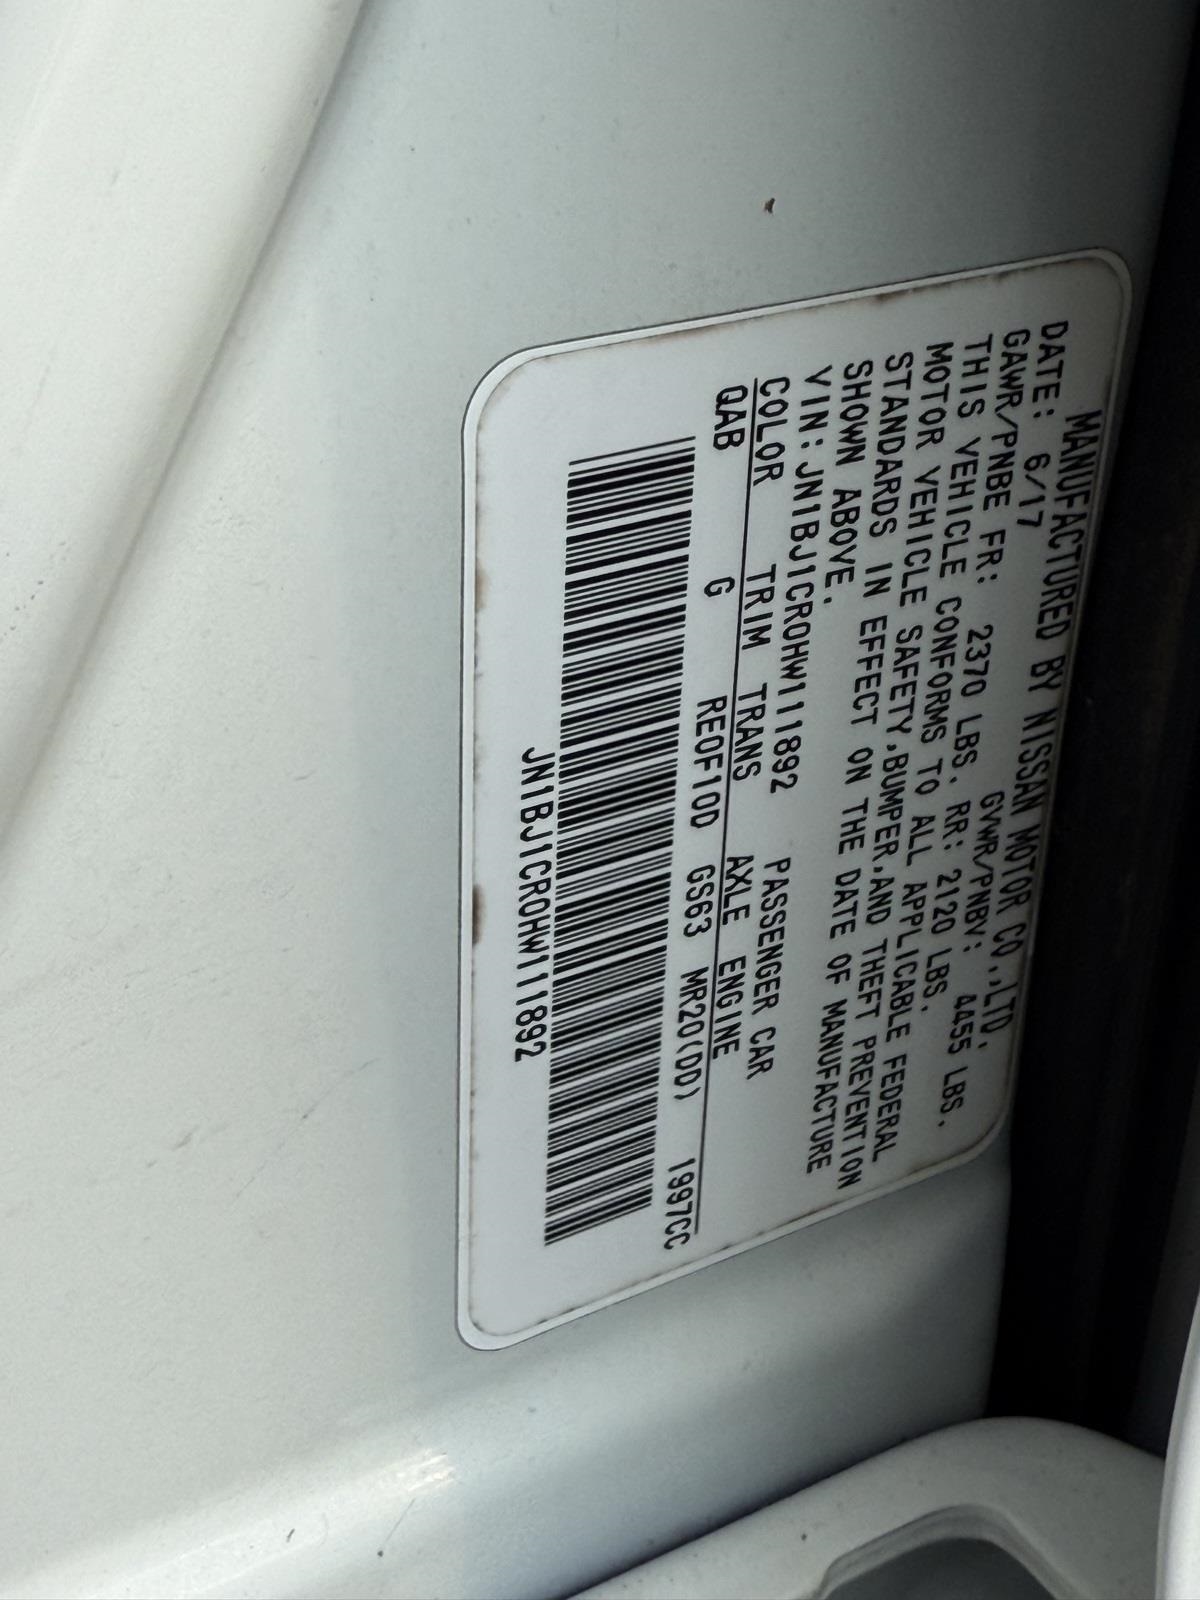 MANUFACTURED BY NISSAN MOTOR CO.,LTD.
DATE: 6/17 GVWR/PNBV: 4455 LBS.
GAWR/PNBE FR: 2370 LBS. RR: 2120 LBS.
THIS VEHICLE CONFORMS TO ALL APPLICABLE FEDERAL
MOTOR VEHICLE SAFETY,BUMPER,AND THEFT PREVENTION
STANDARDS IN EFFECT ON THE DATE OF MANUFACTURE
SHOWN ABOVE.
VIN:JN1BJ1CR0HW111892 PASSENGER CAR
COLOR TRIM TRANS AXLE ENGINE
QAB G RE0F10D GS63 MR20(DD) 1997CC
JN1BJ1CR0HW111892